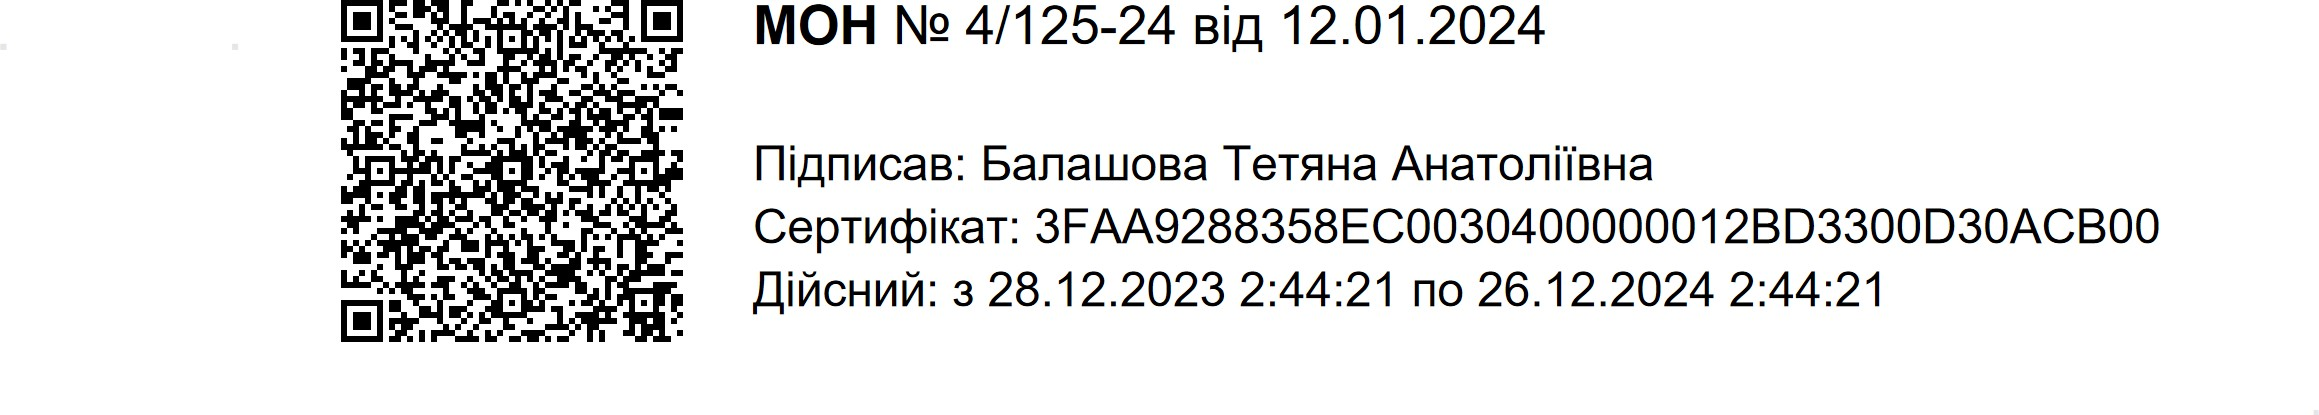 МОН № 4/125-24 від 12.01.2024
Підписав: Балашова Тетяна Анатоліївна
Сертифікат: 3FAA9288358EC0030400000012BD3300D30ACB00
Дійсний: з 28.12.2023 2:44:21 по 26.12.2024 2:44:21